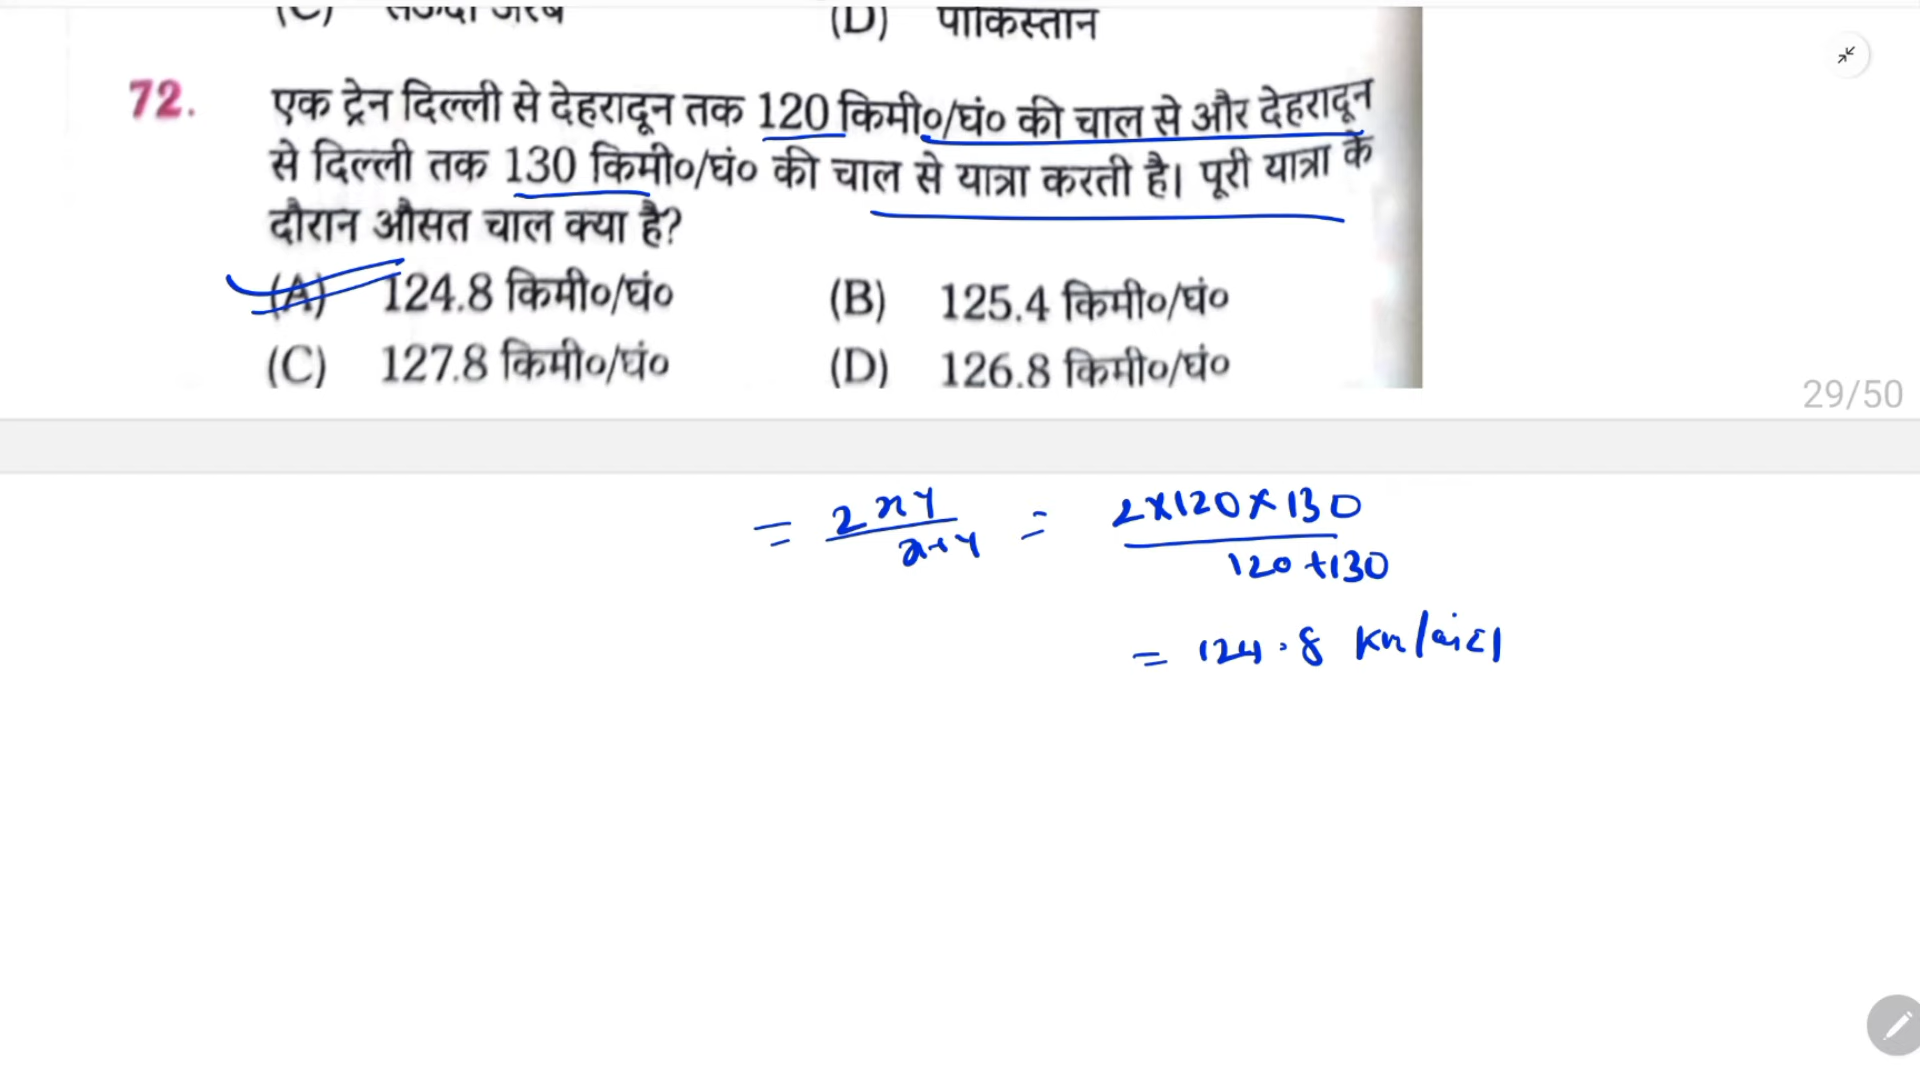 (C) सऊदी अरब (D) पाकिस्तान
72. एक ट्रेन दिल्ली से देहरादून तक 120 किमी०/घं० की चाल से और देहरादून
से दिल्ली तक 130 किमी०/घं० की चाल से यात्रा करती है। पूरी यात्रा के
दौरान औसत चाल क्या है?
(A) 124.8 किमी०/घं० (B) 125.4 किमी०/घं०
(C) 127.8 किमी०/घं० (D) 126.8 किमी०/घं०
29/50
= 2xy = 2×120×130
x+y 120+130
= 124.8 Km/घंटा